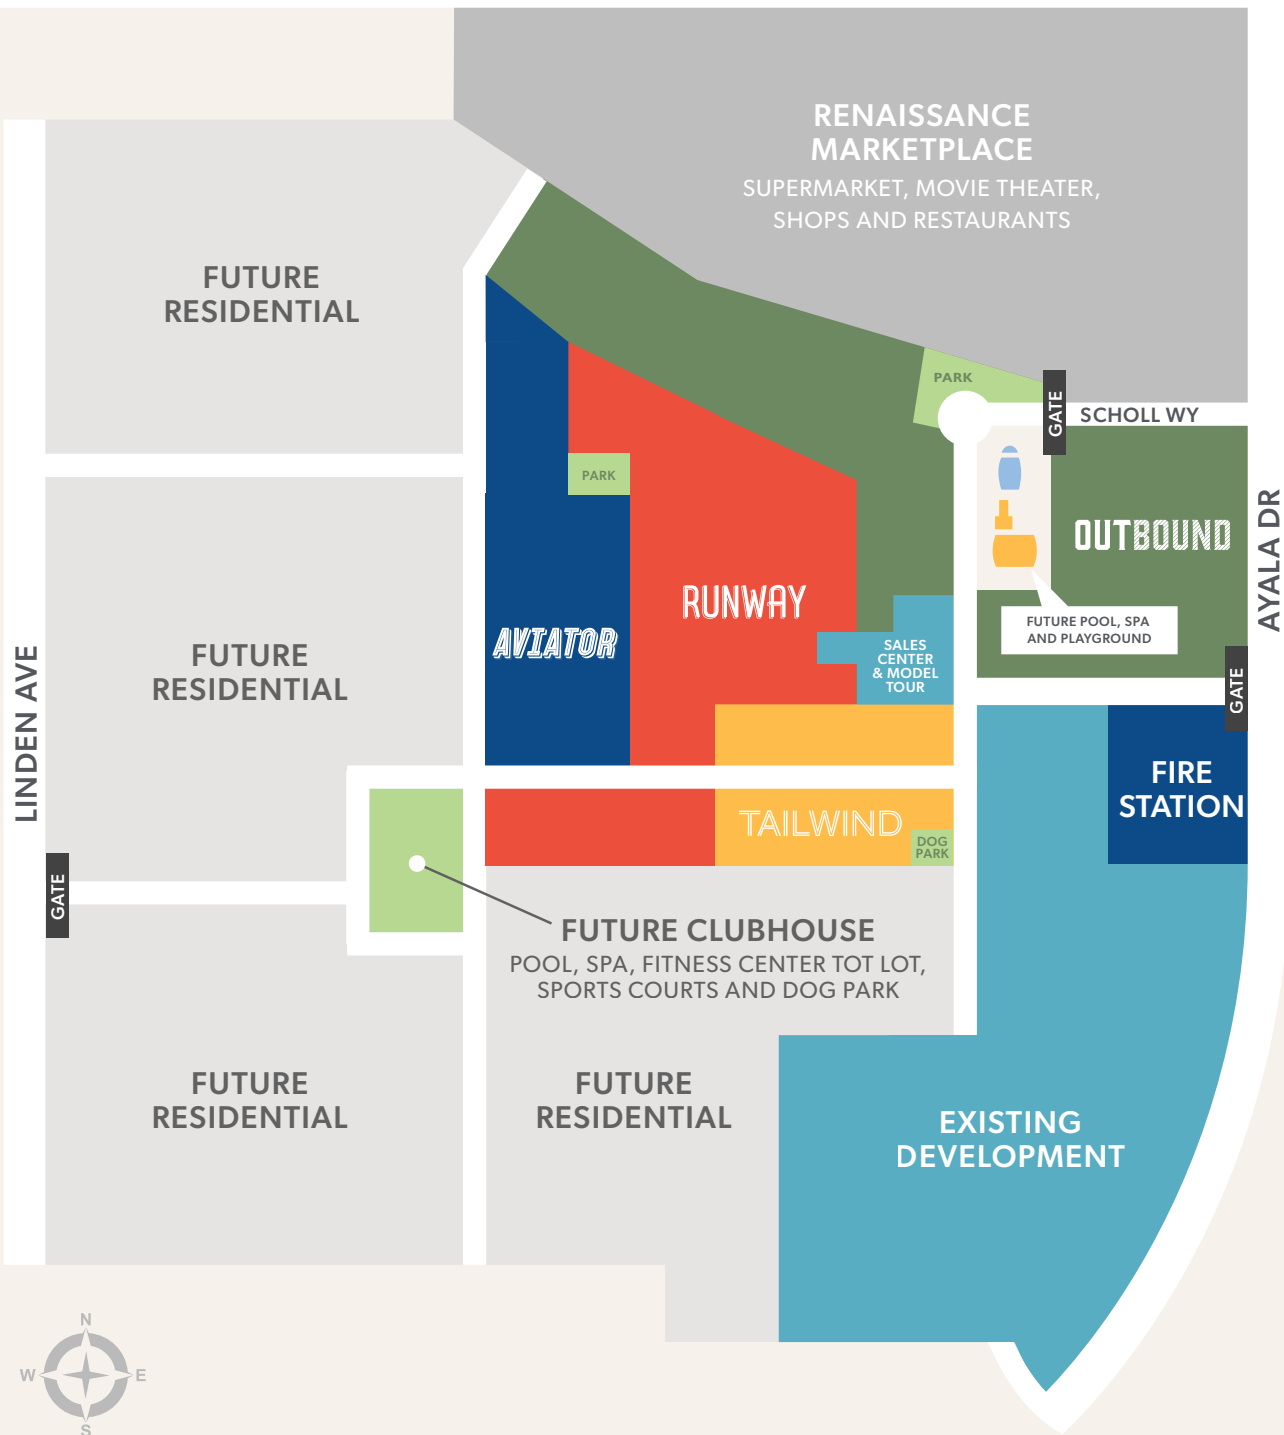 RENAISSANCE
MARKETPLACE
SUPERMARKET, MOVIE THEATER,
SHOPS AND RESTAURANTS
FUTURE
RESIDENTIAL
PARK
GATE
SCHOLL WY
PARK
OUTBOUND
AYALA DR
RUNWAY
FUTURE POOL, SPA
AND PLAYGROUND
AVIATOR
SALES
CENTER
& MODEL
TOUR
FUTURE
RESIDENTIAL
LINDEN AVE
GATE
FIRE
STATION
TAILWIND
DOG
PARK
GATE
FUTURE CLUBHOUSE
POOL, SPA, FITNESS CENTER TOT LOT,
SPORTS COURTS AND DOG PARK
FUTURE
RESIDENTIAL
FUTURE
RESIDENTIAL
EXISTING
DEVELOPMENT
N
W
E
S